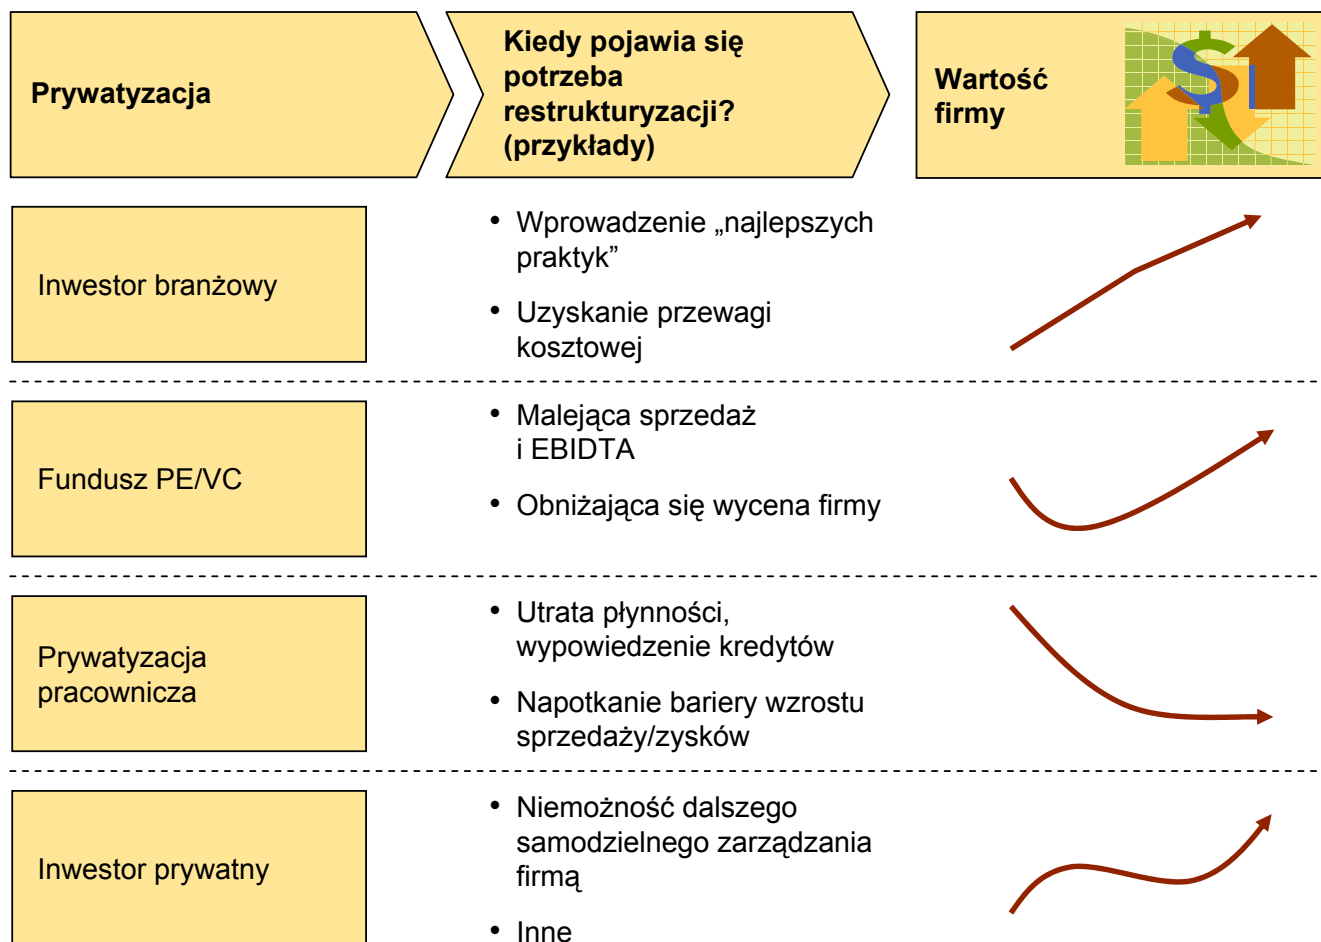 Prywatyzacja
Kiedy pojawia się
potrzeba
restrukturyzacji?
(przykłady)
Wartość
firmy
Inwestor branżowy
• Wprowadzenie „najlepszych
praktyk”
• Uzyskanie przewagi
kosztowej
Fundusz PE/VC
• Malejąca sprzedaż
i EBIDTA
• Obniżająca się wycena firmy
Prywatyzacja
pracownicza
• Utrata płynności,
wypowiedzenie kredytów
• Napotkanie bariery wzrostu
sprzedaży/zysków
Inwestor prywatny
• Niemożność dalszego
samodzielnego zarządzania
firmą
• Inne